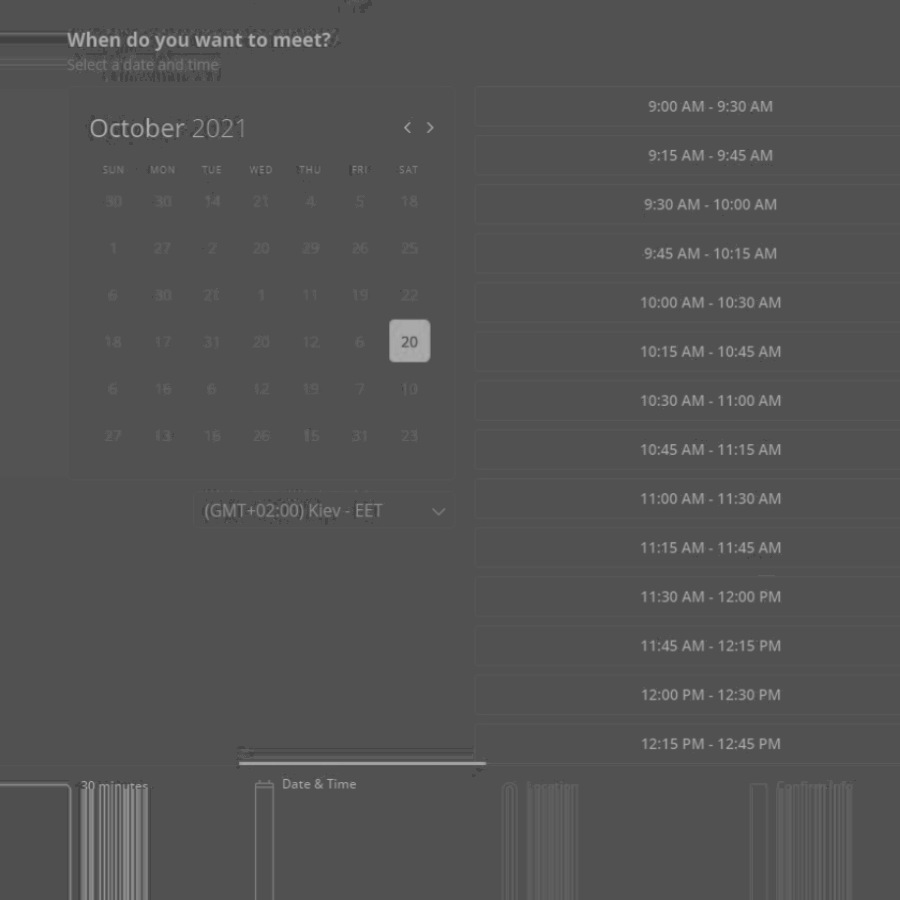 When do you want to meet?
Select a date and time
October 2021
SUN MON TUE WED THU FRI SAT
30 30 14 21 4 5 18
1 27 2 20 29 26 25
6 30 21 1 11 19 22
18 17 31 20 12 6 20
6 16 6 12 19 7 10
27 13 16 26 15 31 23
(GMT+02:00) Kiev - EET
9:00 AM - 9:30 AM
9:15 AM - 9:45 AM
9:30 AM - 10:00 AM
9:45 AM - 10:15 AM
10:00 AM - 10:30 AM
10:15 AM - 10:45 AM
10:30 AM - 11:00 AM
10:45 AM - 11:15 AM
11:00 AM - 11:30 AM
11:15 AM - 11:45 AM
11:30 AM - 12:00 PM
11:45 AM - 12:15 PM
12:00 PM - 12:30 PM
12:15 PM - 12:45 PM
30 minutes
Date & Time
Location
Confirm Info